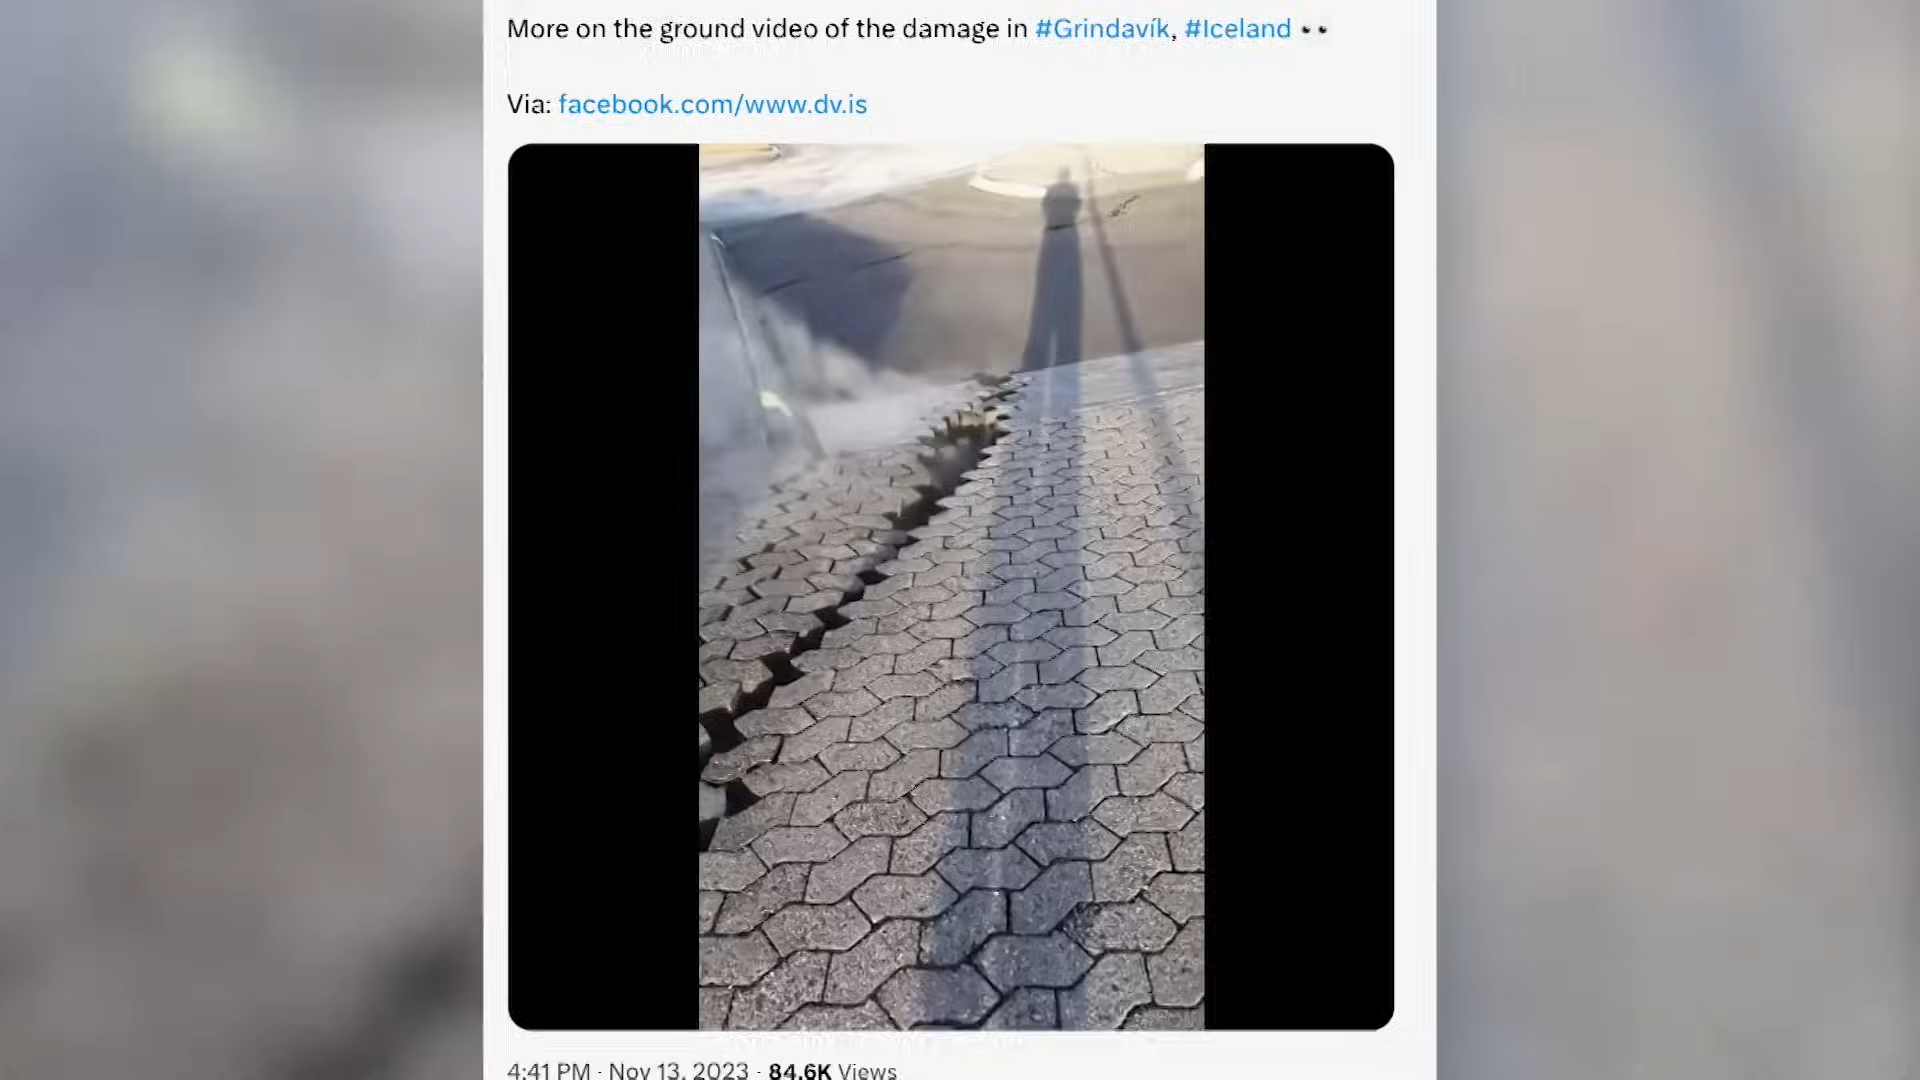 More on the ground video of the damage in #Grindavík, #Iceland 👀
Via: facebook.com/www.dv.is
4:41 PM · Nov 13, 2023 · 84.6K Views